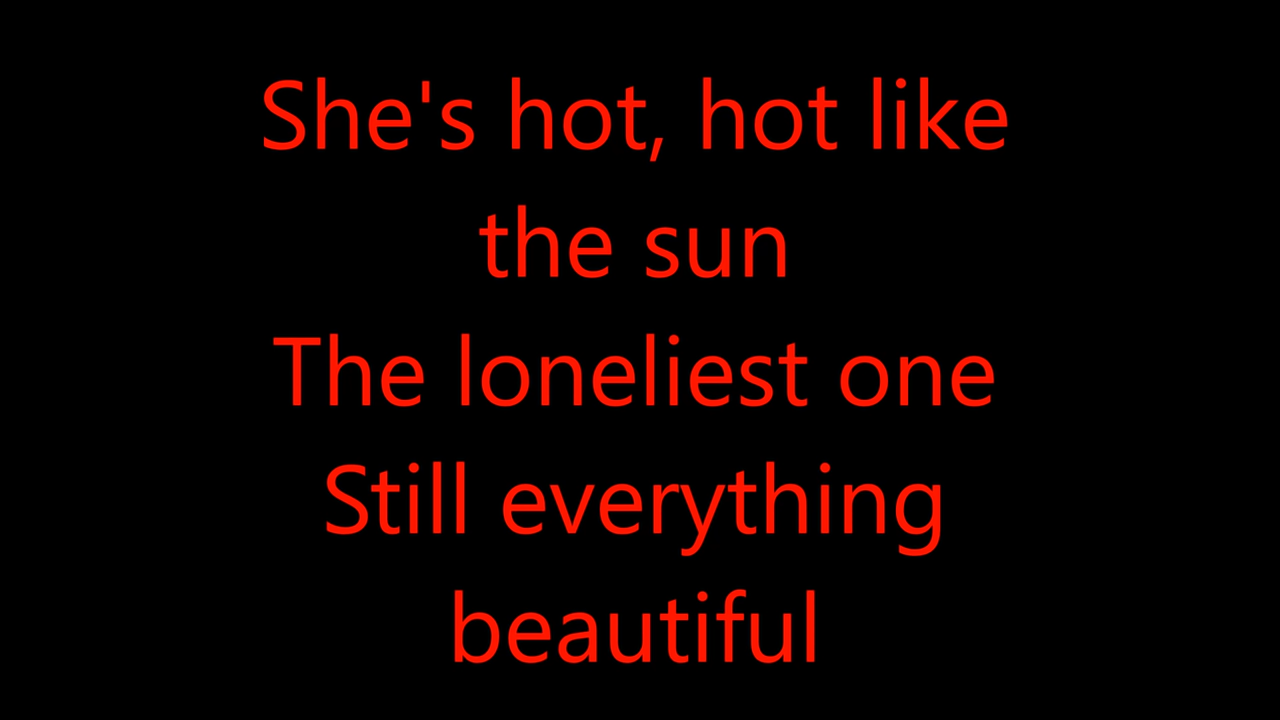 She's hot, hot like
the sun
The loneliest one
Still everything
beautiful